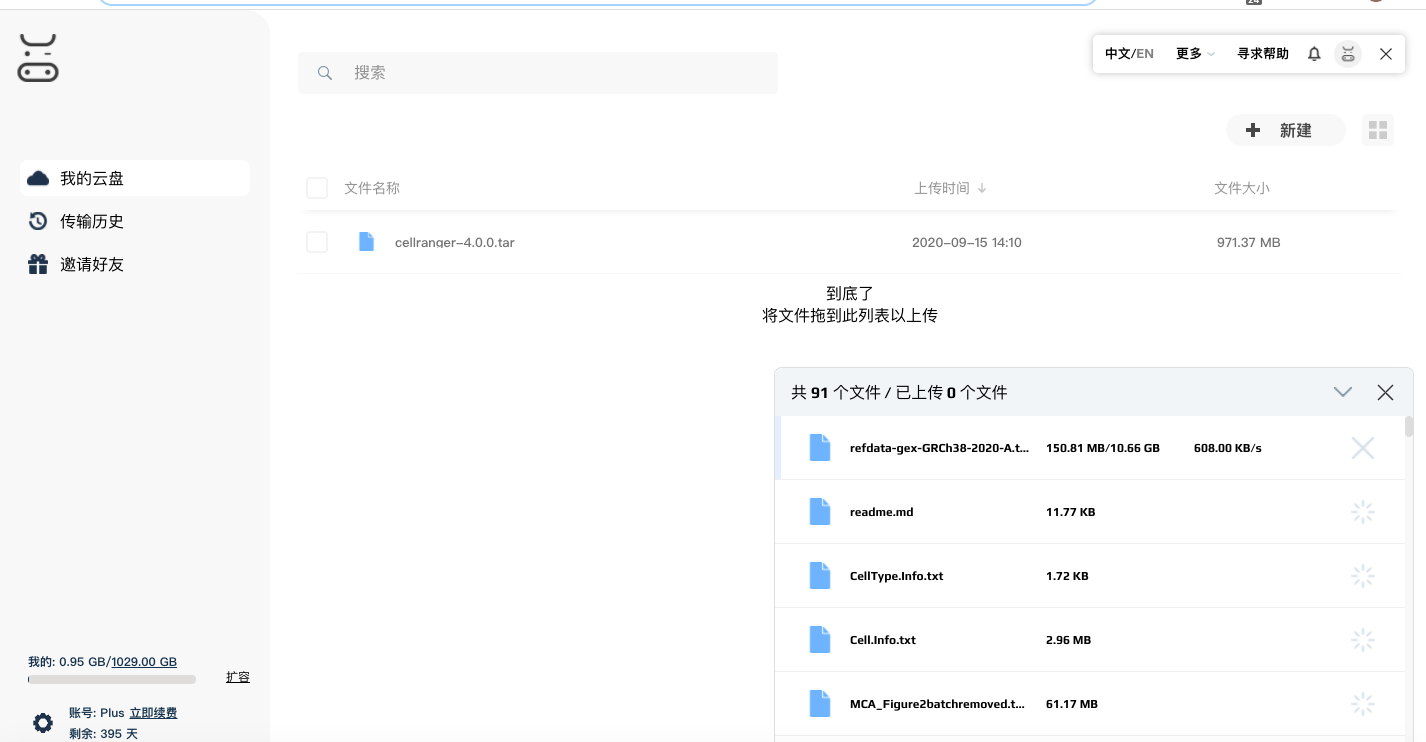 24
中文/EN 更多 寻求帮助
搜索
新建
我的云盘
传输历史
邀请好友
文件名称 上传时间 文件大小
cellranger-4.0.0.tar 2020-09-15 14:10 971.37 MB
到底了
将文件拖到此列表以上传
共 91 个文件 / 已上传 0 个文件
refdata-gex-GRCh38-2020-A.t... 150.81 MB/10.66 GB 608.00 KB/s
readme.md 11.77 KB
CellType.Info.txt 1.72 KB
Cell.Info.txt 2.96 MB
MCA_Figure2batchremoved.t... 61.17 MB
我的: 0.95 GB/1029.00 GB
扩容
账号: Plus 立即续费
剩余: 395 天